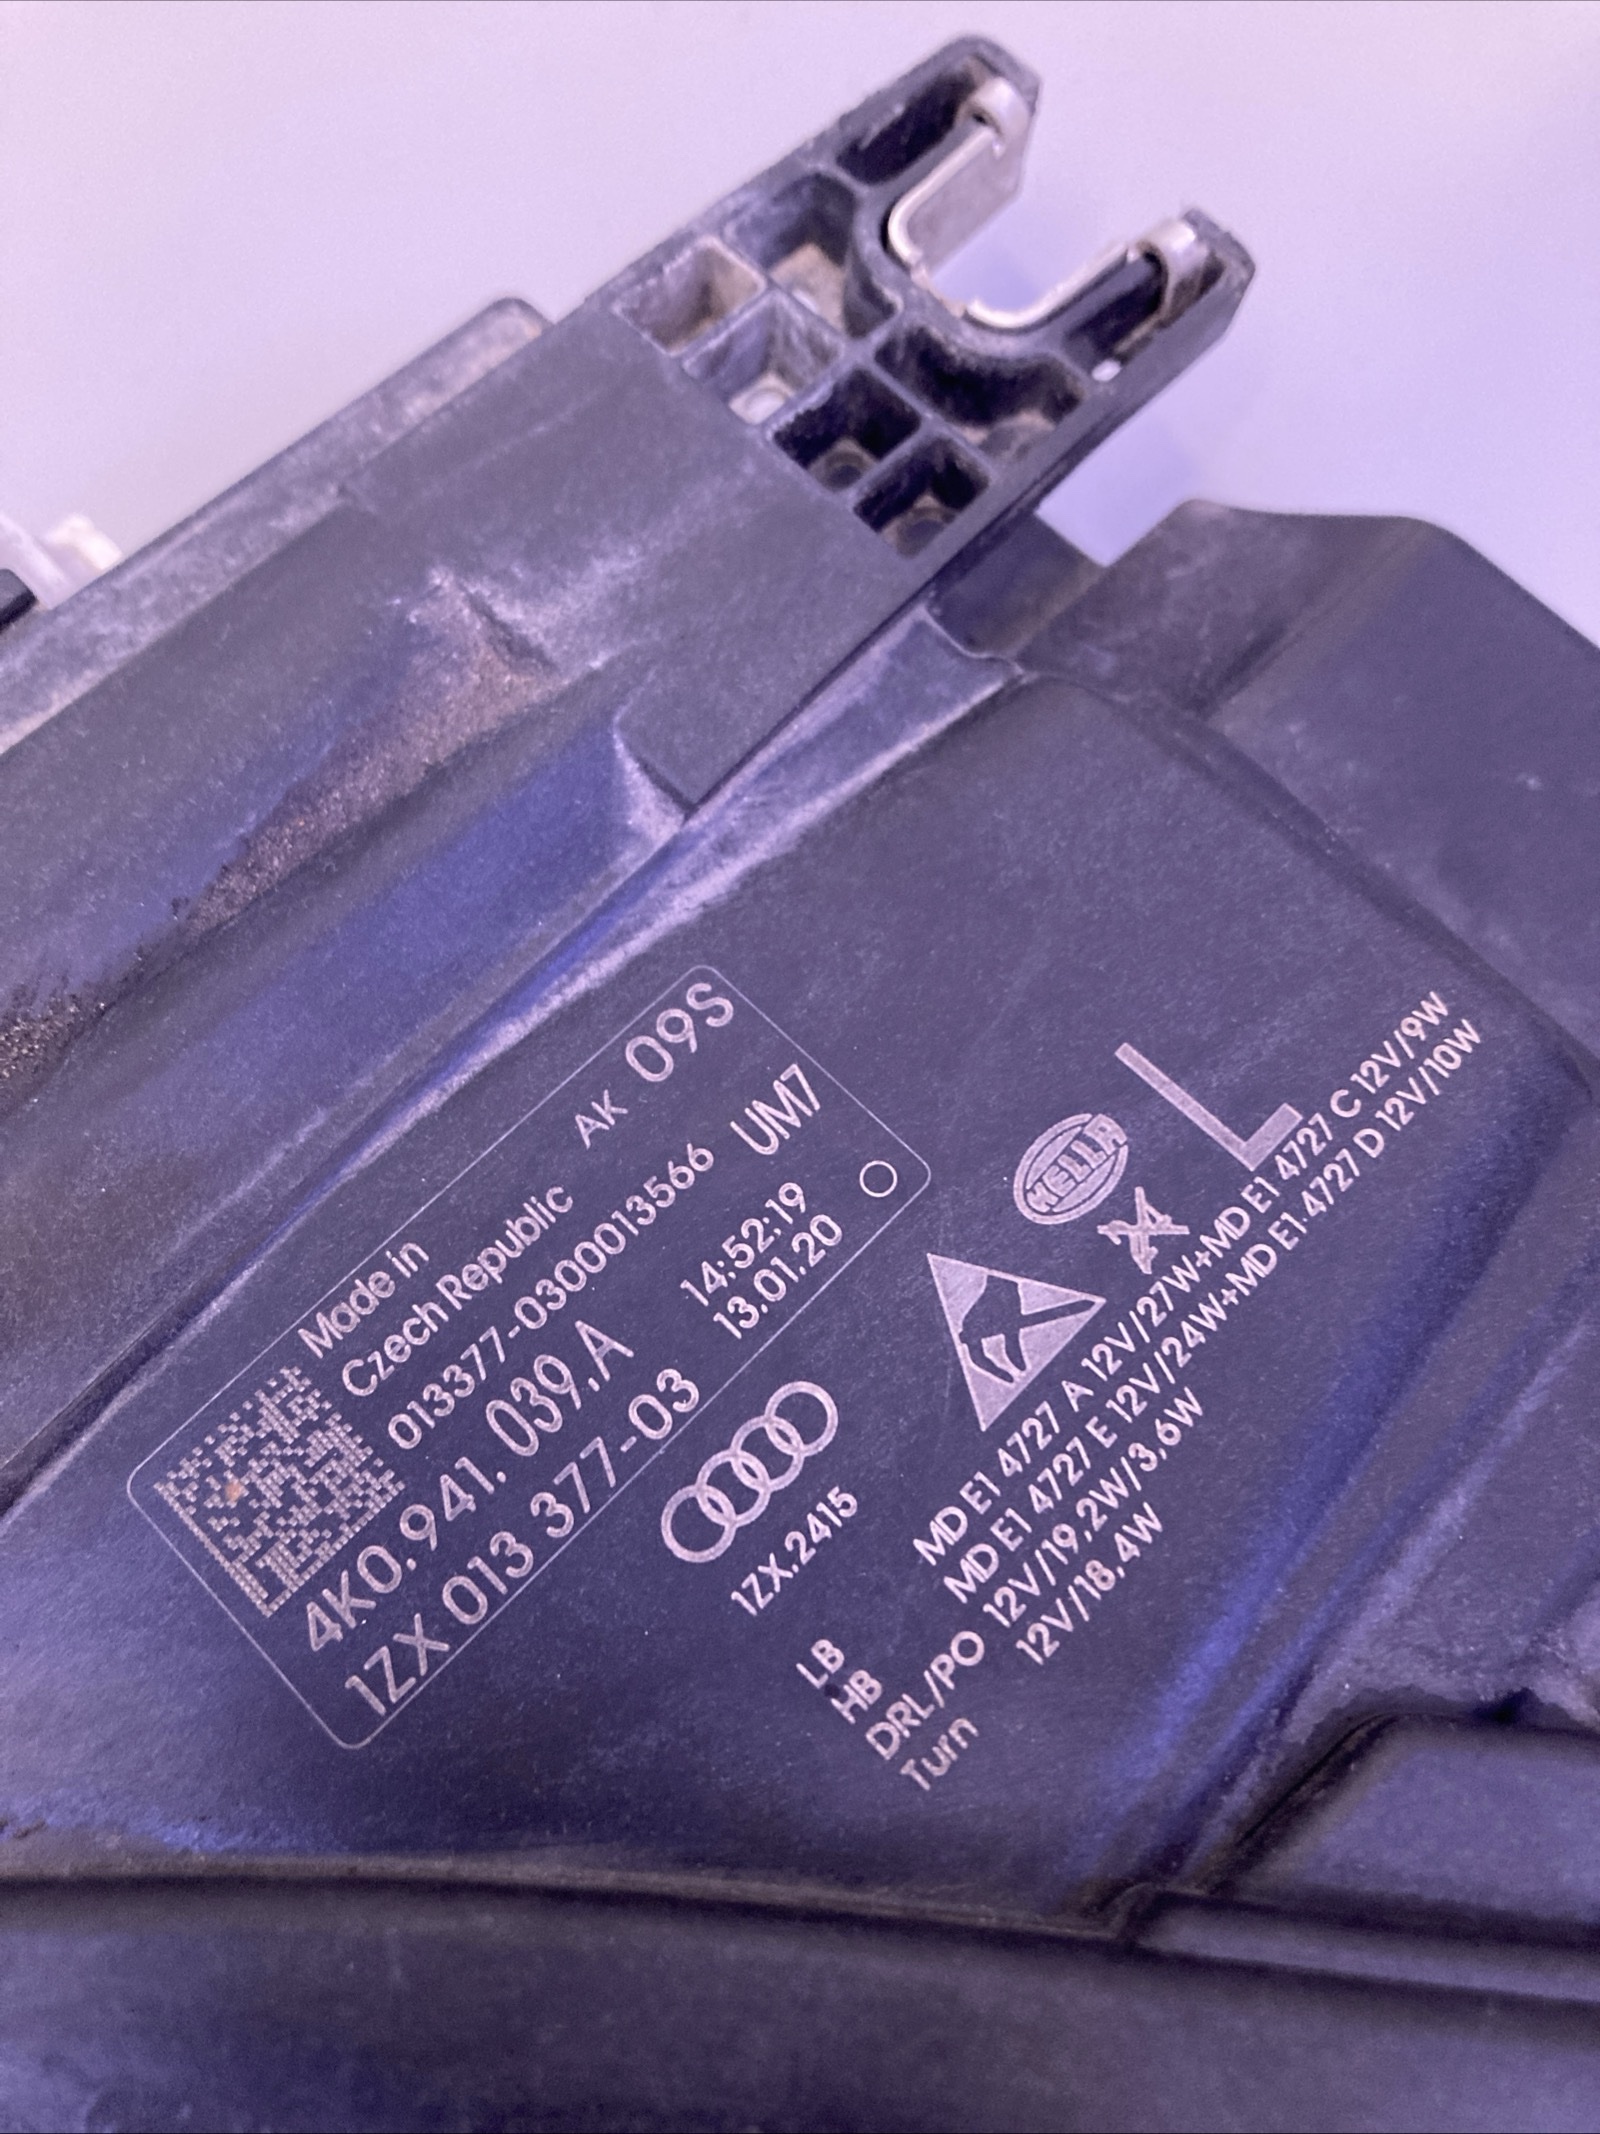 AK 09S
Made in
Czech Republic
013377-0300013566 UM7
4K0.941. 039.A
14:52:19
13.01.20
1ZX 013 377-03
1ZX.2415
HELLA
L
LB MD E1 4727 A 12V/27W+MD E1 4727 C 12V/9W
HB MD E1 4727 E 12V/24W+MD E1 4727 D 12V/10W
DRL/PO 12V/19,2W/3,6W
Turn 12V/18,4W